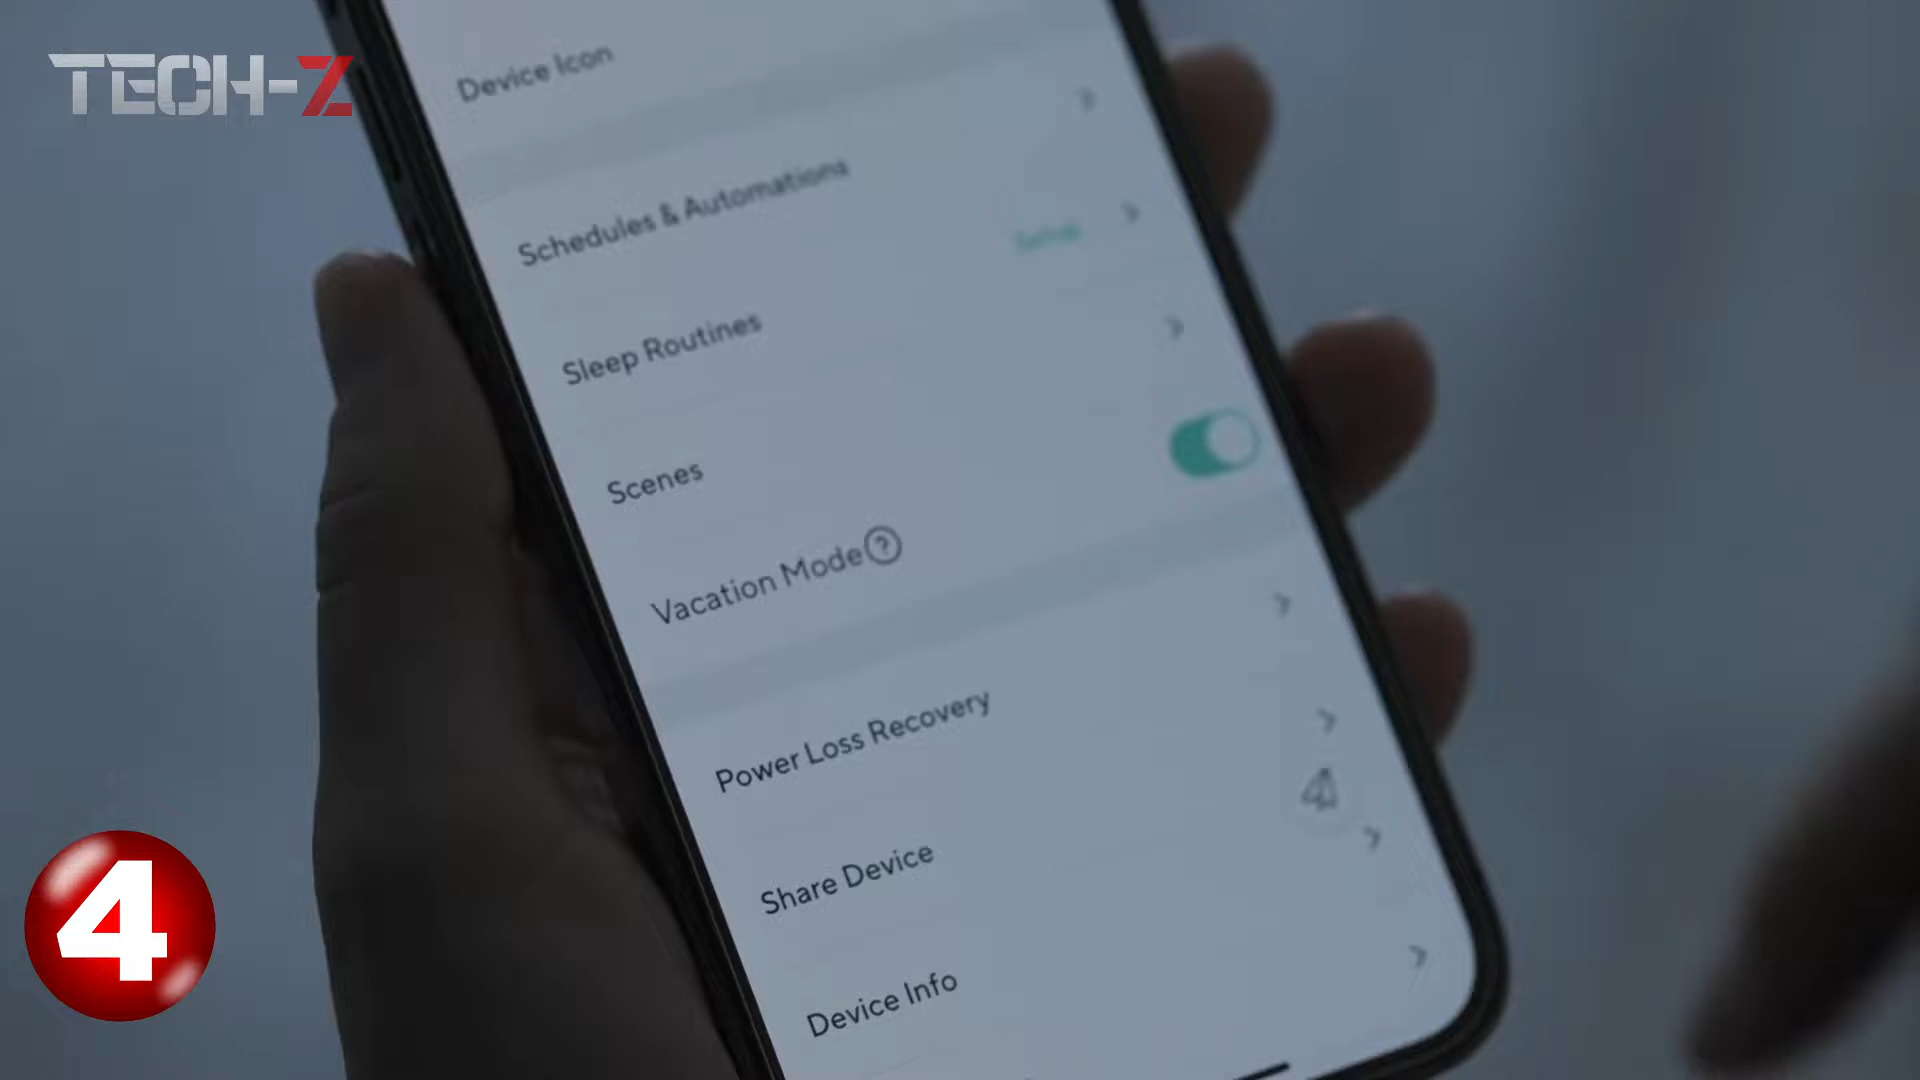 TECH-Z
Device Icon
Schedules & Automations
Sleep Routines
Scenes
Vacation Mode ?
Power Loss Recovery
Share Device
Device Info
4